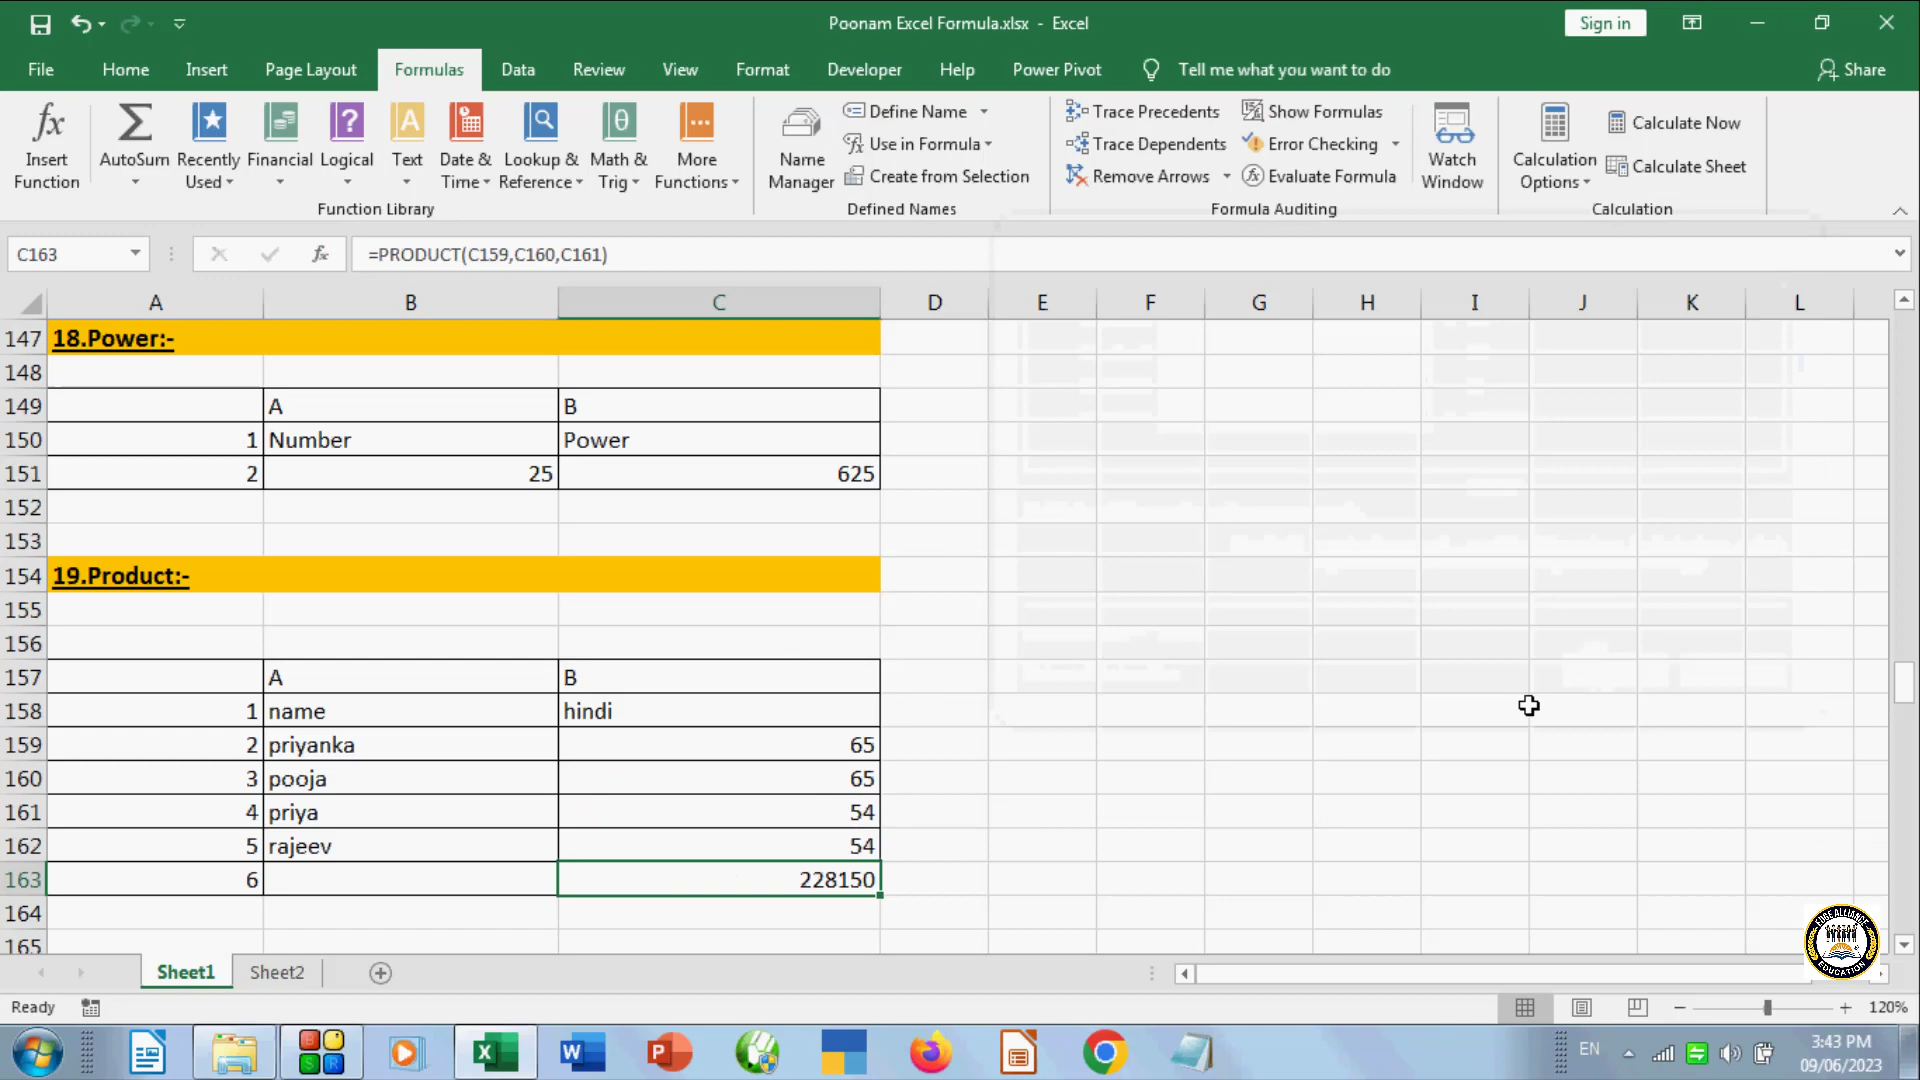 Poonam Excel Formula.xlsx - Excel
Sign in
File Home Insert Page Layout Formulas Data Review View Format Developer Help Power Pivot Tell me what you want to do Share
Insert Function
AutoSum
Recently Used
Financial
Logical
Text
Date & Time
Lookup & Reference
Math & Trig
More Functions
Function Library
Name Manager
Define Name
Use in Formula
Create from Selection
Defined Names
Trace Precedents
Trace Dependents
Remove Arrows
Show Formulas
Error Checking
Evaluate Formula
Formula Auditing
Watch Window
Calculation Options
Calculate Now
Calculate Sheet
Calculation
C163 fx =PRODUCT(C159,C160,C161)
A B C D E F G H I J K L
147 18.Power:-
148
149 A B
150 1 Number Power
151 2 25 625
152
153
154 19.Product:-
155
156
157 A B
158 1 name hindi
159 2 priyanka 65
160 3 pooja 65
161 4 priya 54
162 5 rajeev 54
163 6 228150
164
165
Sheet1 Sheet2
EDGE ALLIANCE
EDUCATION
Ready 120%
EN
3:43 PM
09/06/2023